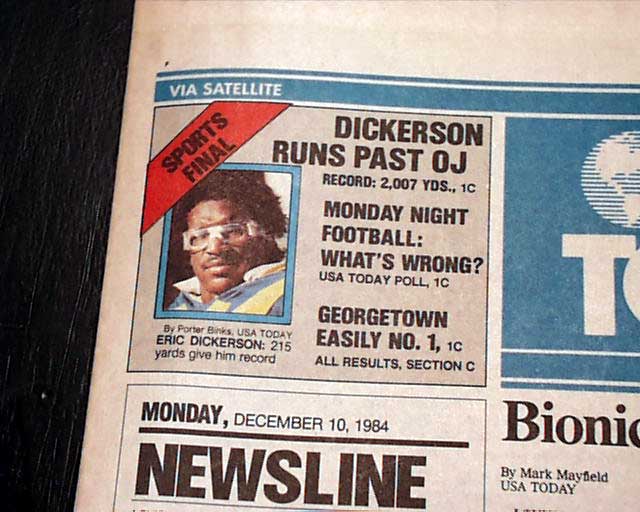 VIA SATELLITE
SPORTS
FINAL
DICKERSON
RUNS PAST OJ
RECORD: 2,007 YDS., 1C
MONDAY NIGHT
FOOTBALL:
WHAT'S WRONG?
USA TODAY POLL, 1C
GEORGETOWN
EASILY NO. 1, 1C
ALL RESULTS, SECTION C
By Porter Binks, USA TODAY
ERIC DICKERSON: 215
yards give him record
MONDAY, DECEMBER 10, 1984
NEWSLINE
T
Bionic
By Mark Mayfield
USA TODAY